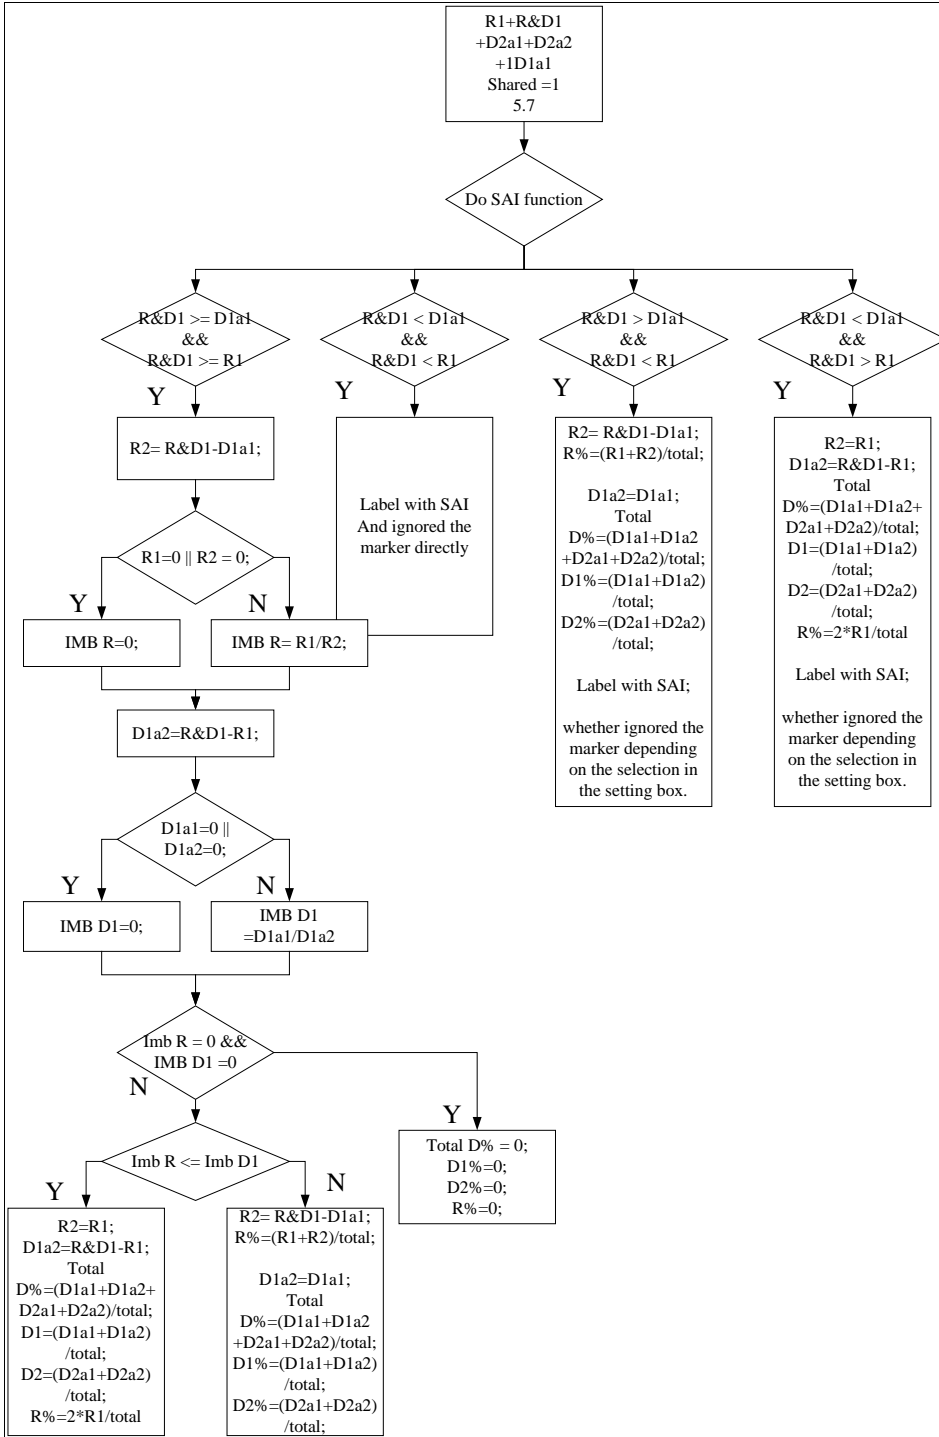 R1+R&D1
+D2a1+D2a2
+1D1a1
Shared =1
5.7
Do SAI function
R&D1 >= D1a1
&&
R&D1 >= R1
R&D1 < D1a1
&&
R&D1 < R1
R&D1 > D1a1
&&
R&D1 < R1
R&D1 < D1a1
&&
R&D1 > R1
Y
Y
Y
Y
R2= R&D1-D1a1;
Label with SAI
And ignored the
marker directly
R2= R&D1-D1a1;
R%=(R1+R2)/total;
D1a2=D1a1;
Total
D%=(D1a1+D1a2
+D2a1+D2a2)/total;
D1%=(D1a1+D1a2)
/total;
D2%=(D2a1+D2a2)
/total;
Label with SAI;
whether ignored the
marker depending
on the selection in
the setting box.
R2=R1;
D1a2=R&D1-R1;
Total
D%=(D1a1+D1a2+
D2a1+D2a2)/total;
D1=(D1a1+D1a2)
/total;
D2=(D2a1+D2a2)
/total;
R%=2*R1/total
Label with SAI;
whether ignored the
marker depending
on the selection in
the setting box.
R1=0 || R2 = 0;
Y
N
IMB R=0;
IMB R= R1/R2;
D1a2=R&D1-R1;
D1a1=0 ||
D1a2=0;
Y
N
IMB D1=0;
IMB D1
=D1a1/D1a2
Imb R = 0 &&
IMB D1 =0
N
Y
Total D% = 0;
D1%=0;
D2%=0;
R%=0;
Imb R <= Imb D1
Y
N
R2=R1;
D1a2=R&D1-R1;
Total
D%=(D1a1+D1a2+
D2a1+D2a2)/total;
D1=(D1a1+D1a2)
/total;
D2=(D2a1+D2a2)
/total;
R%=2*R1/total
R2= R&D1-D1a1;
R%=(R1+R2)/total;
D1a2=D1a1;
Total
D%=(D1a1+D1a2
+D2a1+D2a2)/total;
D1%=(D1a1+D1a2)
/total;
D2%=(D2a1+D2a2)
/total;